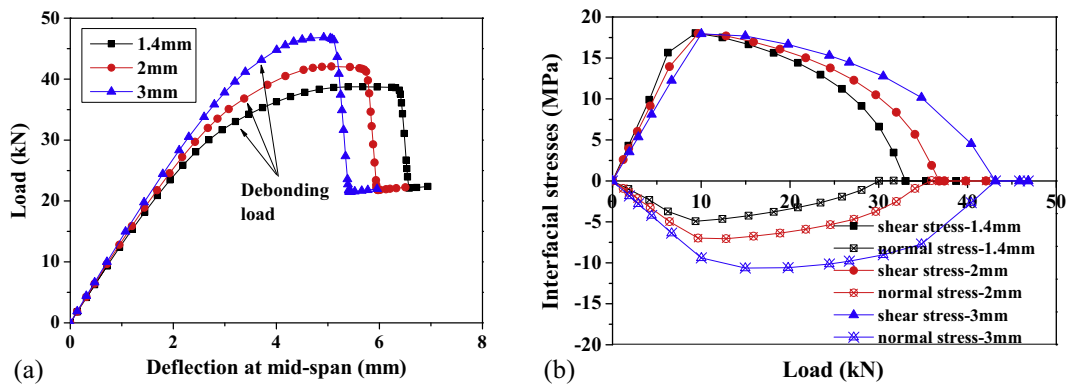 50
40
30
20
10
0
Load (kN)
1.4mm
2mm
3mm
Debonding
load
0 2 4 6 8
Deflection at mid-span (mm)
(a)
20
15
10
5
0
-5
-10
-15
-20
Interfacial stresses (MPa)
0 10 20 30 40 50
shear stress-1.4mm
normal stress-1.4mm
shear stress-2mm
normal stress-2mm
shear stress-3mm
normal stress-3mm
Load (kN)
(b)